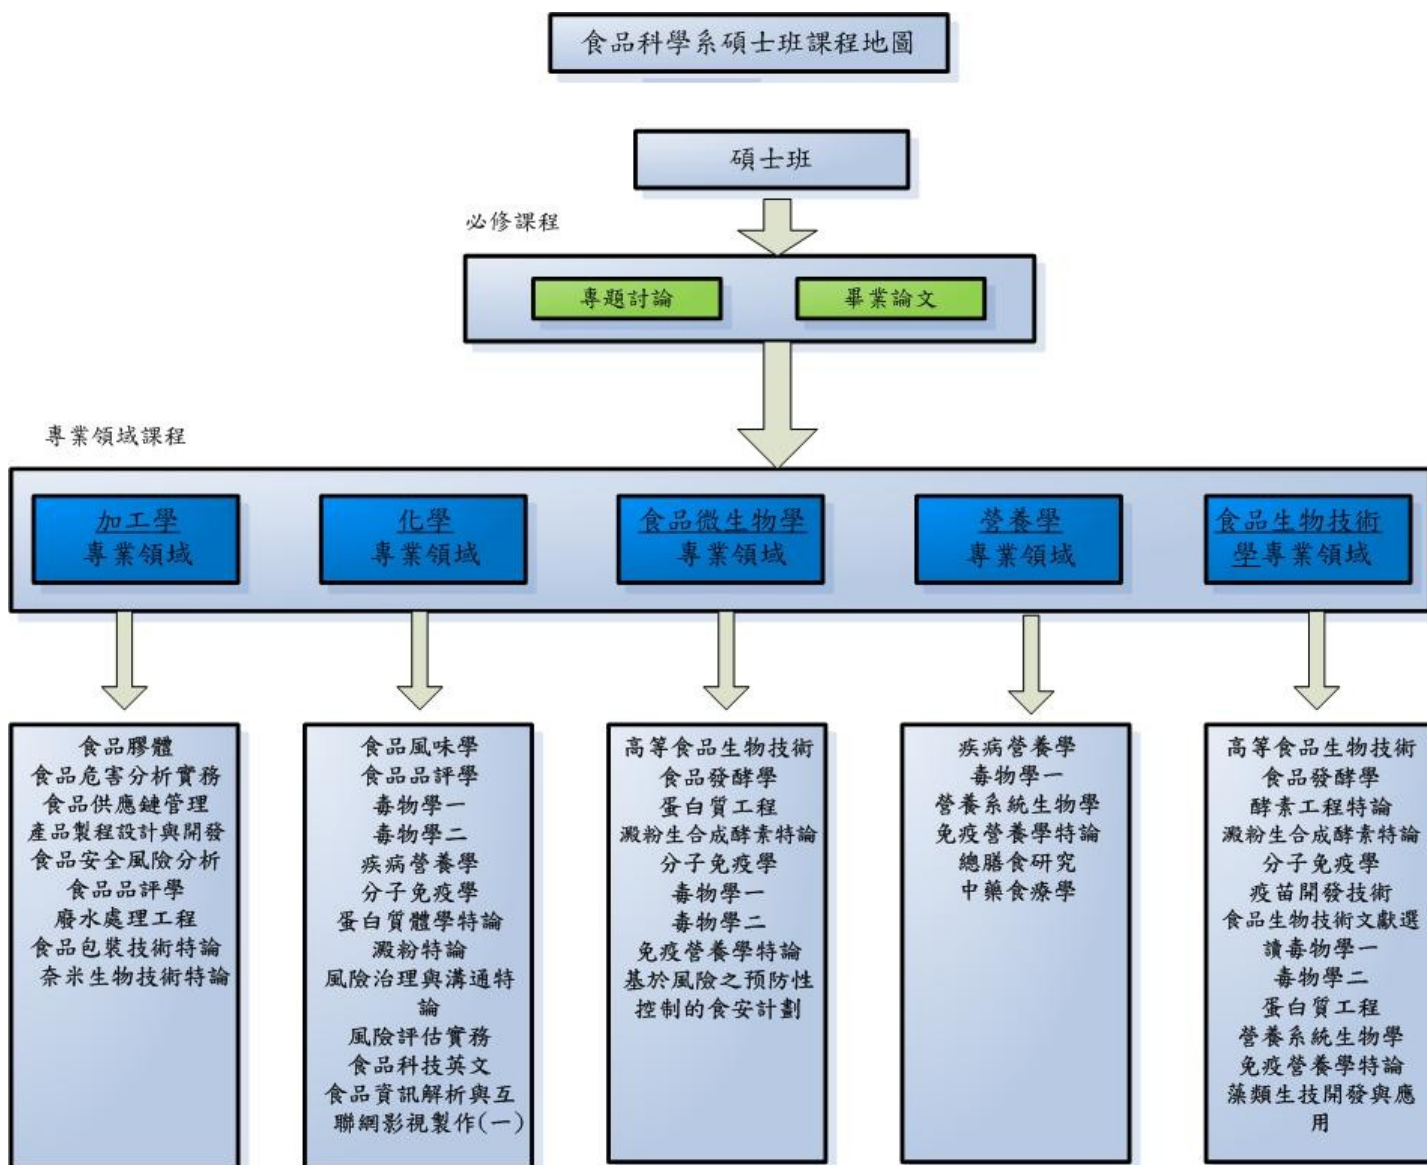 食品科學系碩士班課程地圖
碩士班
必修課程
專題討論
畢業論文
專業領域課程
加工學
專業領域
化學
專業領域
食品微生物學
專業領域
營養學
專業領域
食品生物技術
學專業領域
食品膠體
食品危害分析實務
食品供應鏈管理
產品製程設計與開發
食品安全風險分析
食品品評學
廢水處理工程
食品包裝技術特論
奈米生物技術特論
食品風味學
食品品評學
毒物學一
毒物學二
疾病營養學
分子免疫學
蛋白質體學特論
澱粉特論
風險治理與溝通特
論
風險評估實務
食品科技英文
食品資訊解析與互
聯網影視製作(一)
高等食品生物技術
食品發酵學
蛋白質工程
澱粉生合成酵素特論
分子免疫學
毒物學一
毒物學二
免疫營養學特論
基於風險之預防性
控制的食安計劃
疾病營養學
毒物學一
營養系統生物學
免疫營養學特論
總膳食研究
中藥食療學
高等食品生物技術
食品發酵學
酵素工程特論
澱粉生合成酵素特論
分子免疫學
疫苗開發技術
食品生物技術文獻選
讀毒物學一
毒物學二
蛋白質工程
營養系統生物學
免疫營養學特論
藻類生技開發與應
用